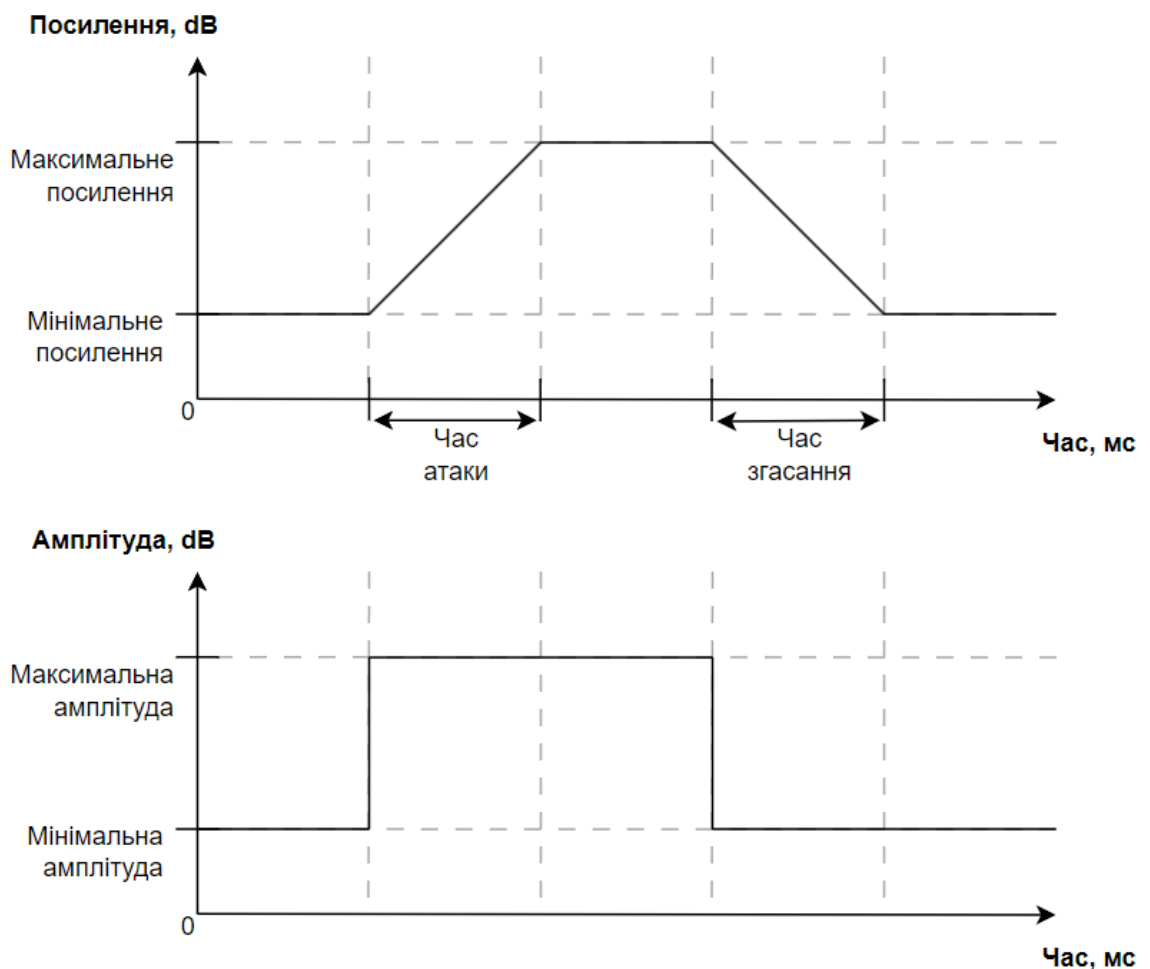 Посилення, dB
Максимальне
посилення
Мінімальне
посилення
0
Час
атаки
Час
згасання
Час, мс
Амплітуда, dB
Максимальна
амплітуда
Мінімальна
амплітуда
0
Час, мс